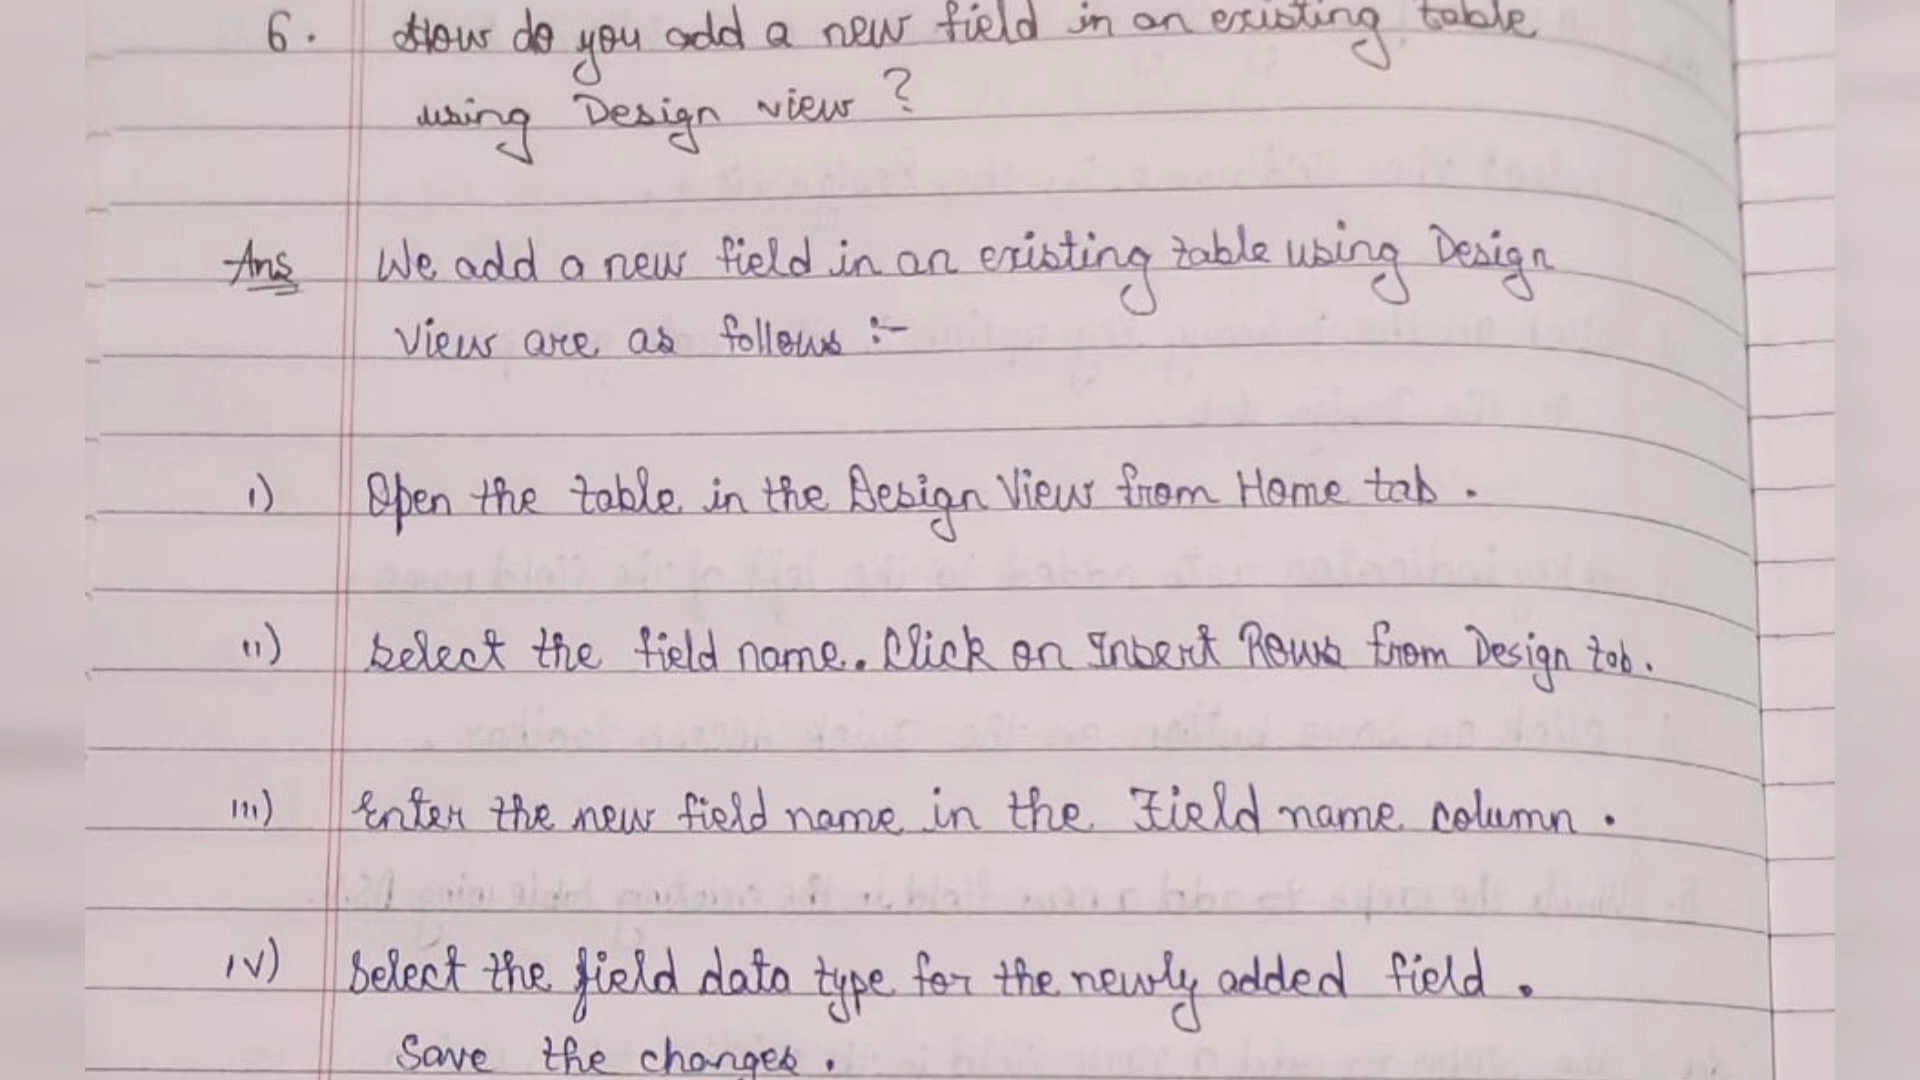 6. How do you add a new field in an existing table
using Design view ?
Ans We add a new field in an existing table using Design
View are as follows :-
i) Open the table in the Design View from Home tab.
ii) Select the field name. Click on Insert Rows from Design tab.
iii) Enter the new field name in the Field name column.
iv) Select the field data type for the newly added field.
Save the changes.